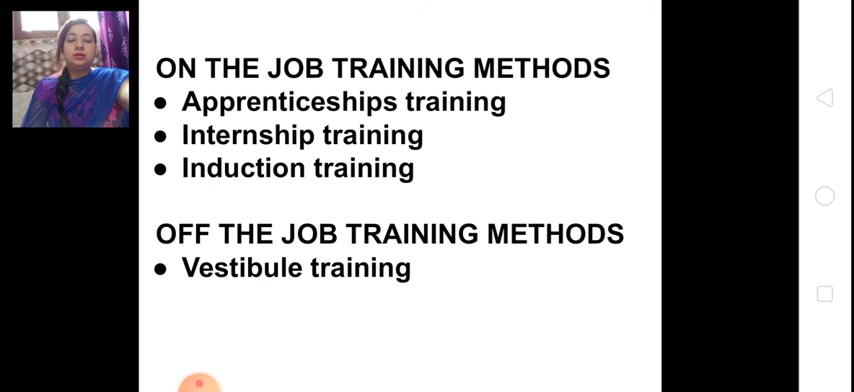 ON THE JOB TRAINING METHODS
● Apprenticeships training
● Internship training
● Induction training
OFF THE JOB TRAINING METHODS
● Vestibule training